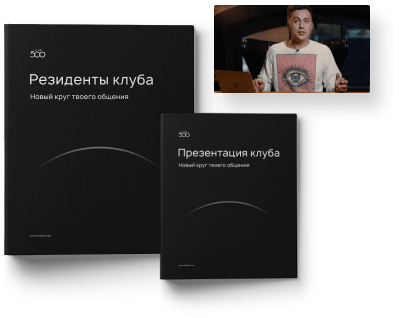 500
Резиденты клуба
Новый круг твоего общения
500
Презентация клуба
Новый круг твоего общения